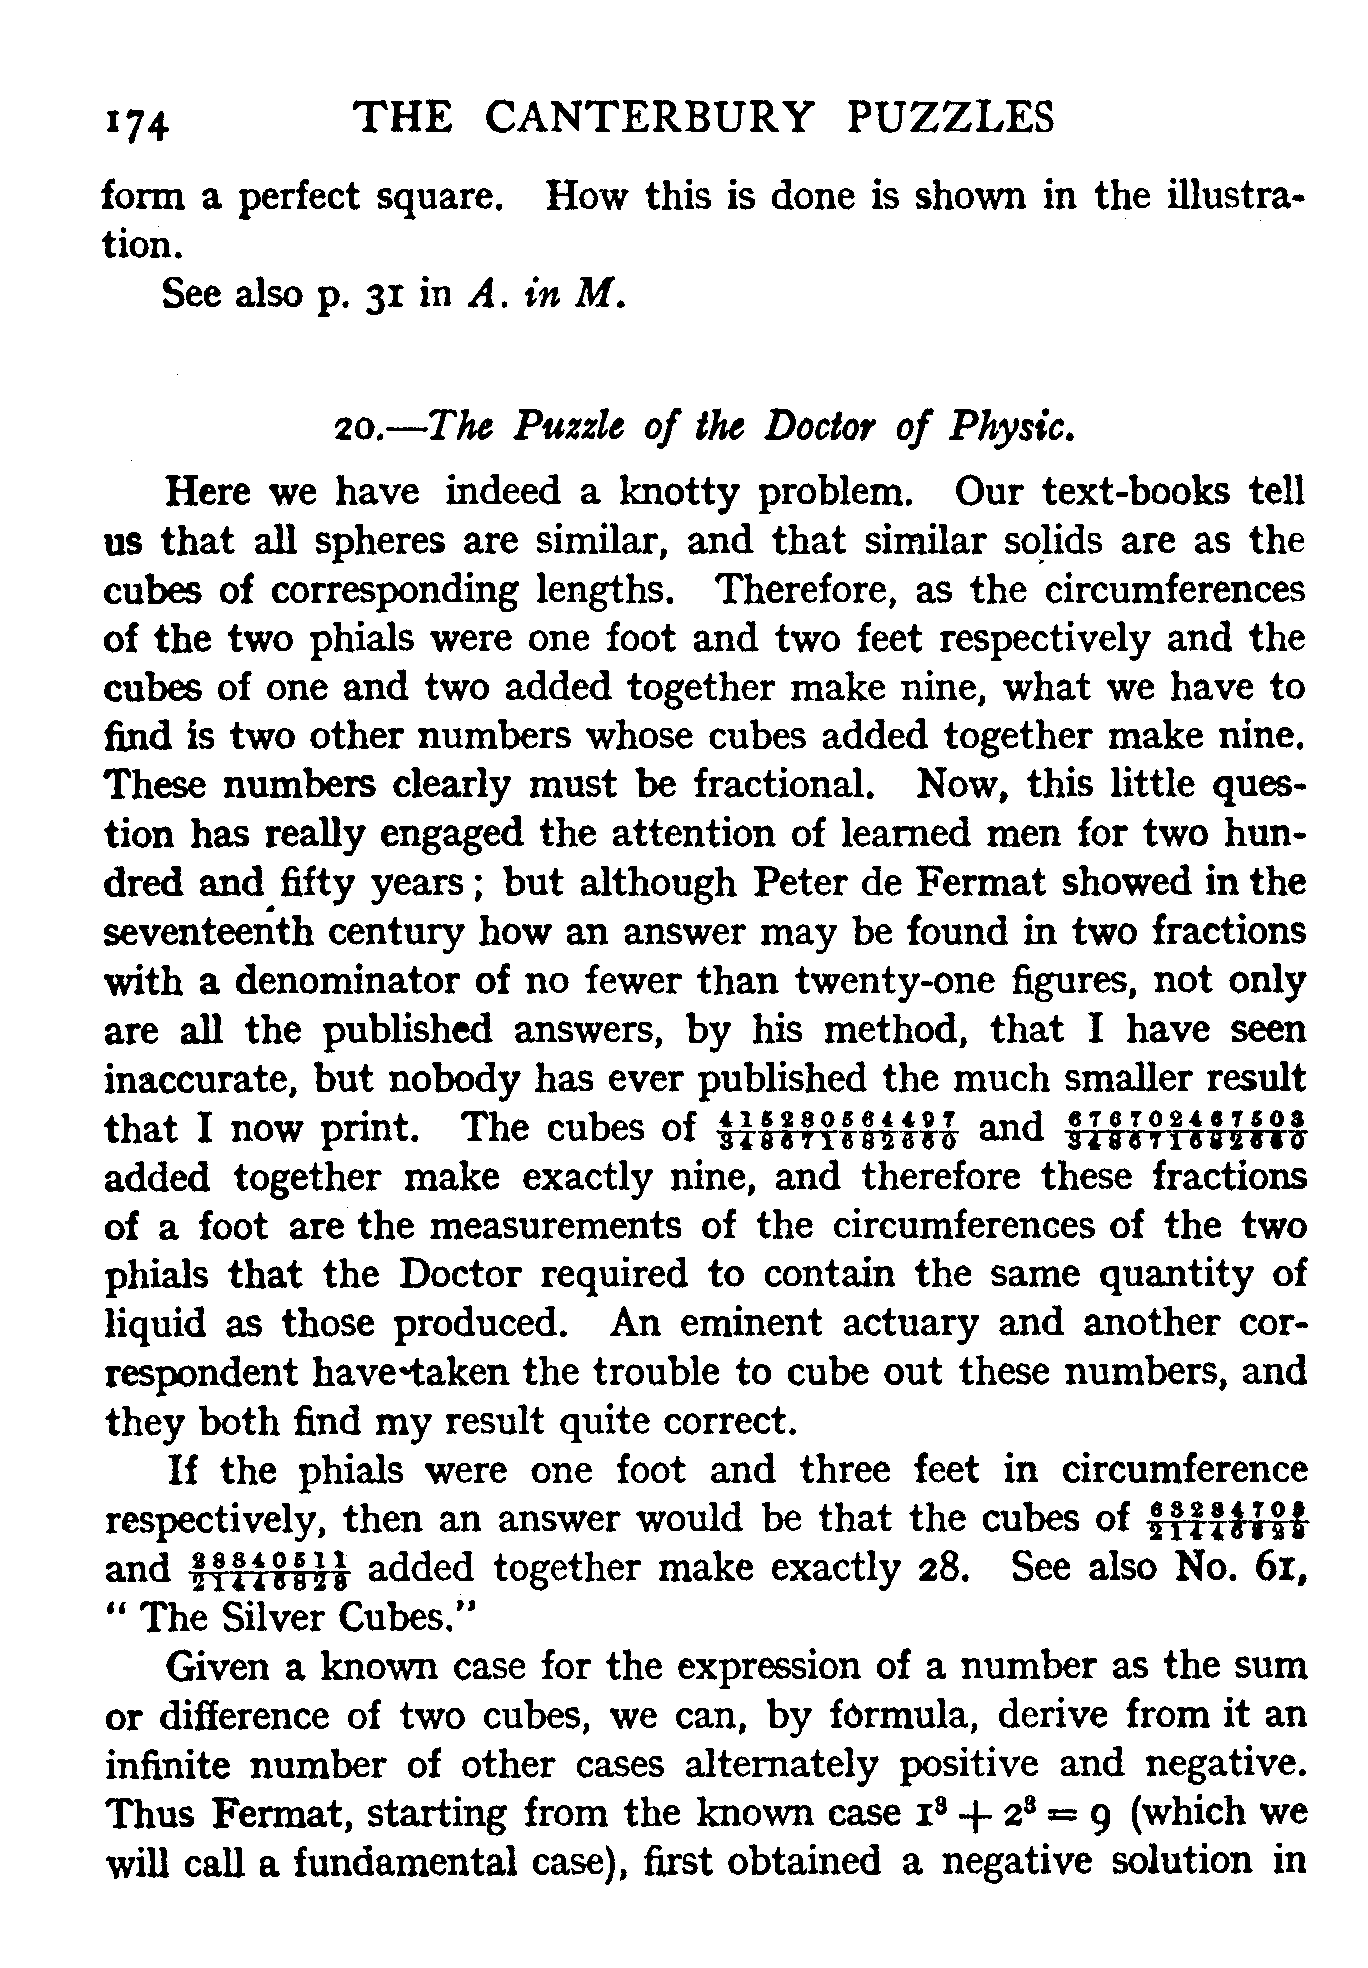 174 THE CANTERBURY PUZZLES
form a perfect square. How this is done is shown in the illustra-
tion.
See also p. 31 in A. in M.
20.—The Puzzle of the Doctor of Physic.
Here we have indeed a knotty problem. Our text-books tell
us that all spheres are similar, and that similar solids are as the
cubes of corresponding lengths. Therefore, as the circumferences
of the two phials were one foot and two feet respectively and the
cubes of one and two added together make nine, what we have to
find is two other numbers whose cubes added together make nine.
These numbers clearly must be fractional. Now, this little ques-
tion has really engaged the attention of learned men for two hun-
dred and fifty years; but although Peter de Fermat showed in the
seventeenth century how an answer may be found in two fractions
with a denominator of no fewer than twenty-one figures, not only
are all the published answers, by his method, that I have seen
inaccurate, but nobody has ever published the much smaller result
that I now print. The cubes of 415280564497/348671682660 and 676702467503/348671682660
added together make exactly nine, and therefore these fractions
of a foot are the measurements of the circumferences of the two
phials that the Doctor required to contain the same quantity of
liquid as those produced. An eminent actuary and another cor-
respondent have taken the trouble to cube out these numbers, and
they both find my result quite correct.
If the phials were one foot and three feet in circumference
respectively, then an answer would be that the cubes of 63284705/21446828
and 28340511/21446828 added together make exactly 28. See also No. 61,
"The Silver Cubes."
Given a known case for the expression of a number as the sum
or difference of two cubes, we can, by formula, derive from it an
infinite number of other cases alternately positive and negative.
Thus Fermat, starting from the known case 1³ + 2³ = 9 (which we
will call a fundamental case), first obtained a negative solution in